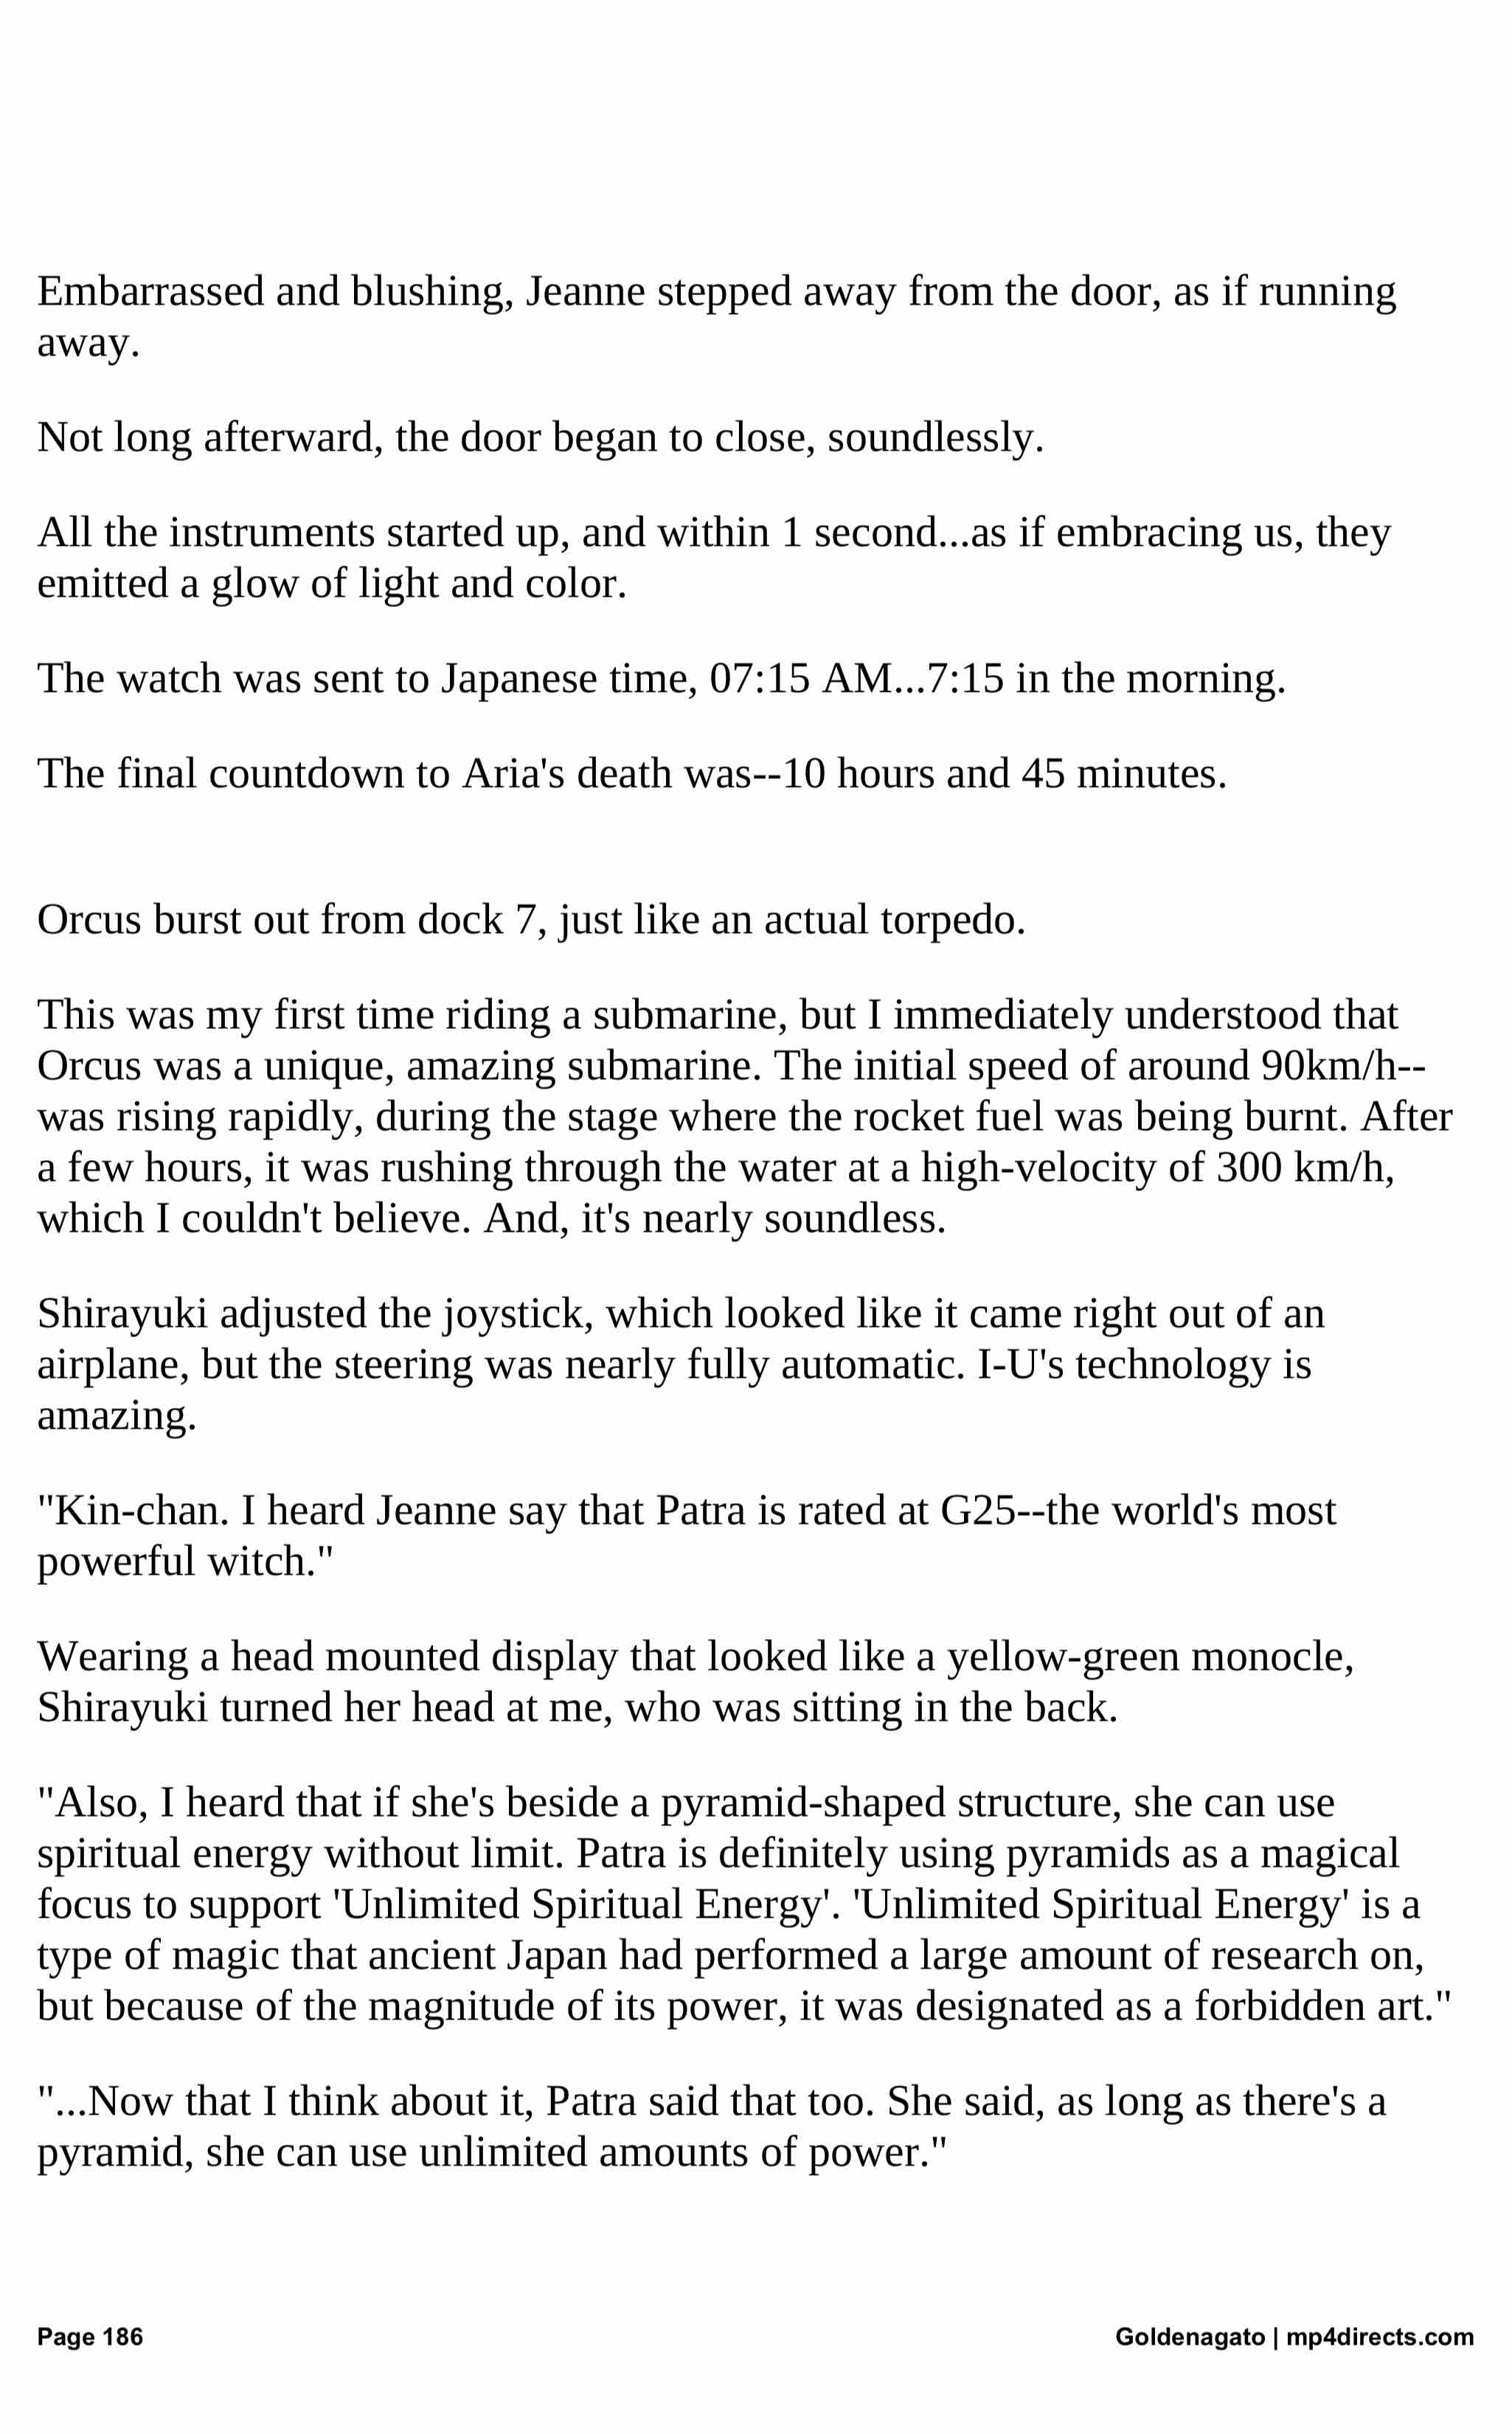 Embarrassed and blushing, Jeanne stepped away from the door, as if running
away.
Not long afterward, the door began to close, soundlessly.
All the instruments started up, and within 1 second...as if embracing us, they
emitted a glow of light and color.
The watch was sent to Japanese time, 07:15 AM...7:15 in the morning.
The final countdown to Aria's death was--10 hours and 45 minutes.
Orcus burst out from dock 7, just like an actual torpedo.
This was my first time riding a submarine, but I immediately understood that
Orcus was a unique, amazing submarine. The initial speed of around 90km/h--
was rising rapidly, during the stage where the rocket fuel was being burnt. After
a few hours, it was rushing through the water at a high-velocity of 300 km/h,
which I couldn't believe. And, it's nearly soundless.
Shirayuki adjusted the joystick, which looked like it came right out of an
airplane, but the steering was nearly fully automatic. I-U's technology is
amazing.
"Kin-chan. I heard Jeanne say that Patra is rated at G25--the world's most
powerful witch."
Wearing a head mounted display that looked like a yellow-green monocle,
Shirayuki turned her head at me, who was sitting in the back.
"Also, I heard that if she's beside a pyramid-shaped structure, she can use
spiritual energy without limit. Patra is definitely using pyramids as a magical
focus to support 'Unlimited Spiritual Energy'. 'Unlimited Spiritual Energy' is a
type of magic that ancient Japan had performed a large amount of research on,
but because of the magnitude of its power, it was designated as a forbidden art."
"...Now that I think about it, Patra said that too. She said, as long as there's a
pyramid, she can use unlimited amounts of power."
Page 186
Goldenagato | mp4directs.com